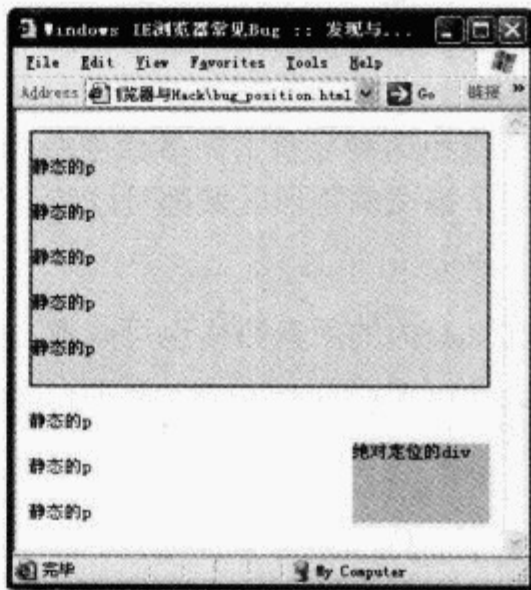 Windows IE浏览器常见Bug :: 发现与...
File Edit View Favorites Tools Help
Address 览器与Hack\bug_position.html Go 链接 »
静态的p
静态的p
静态的p
静态的p
静态的p
静态的p
静态的p
绝对定位的div
静态的p
完毕 My Computer